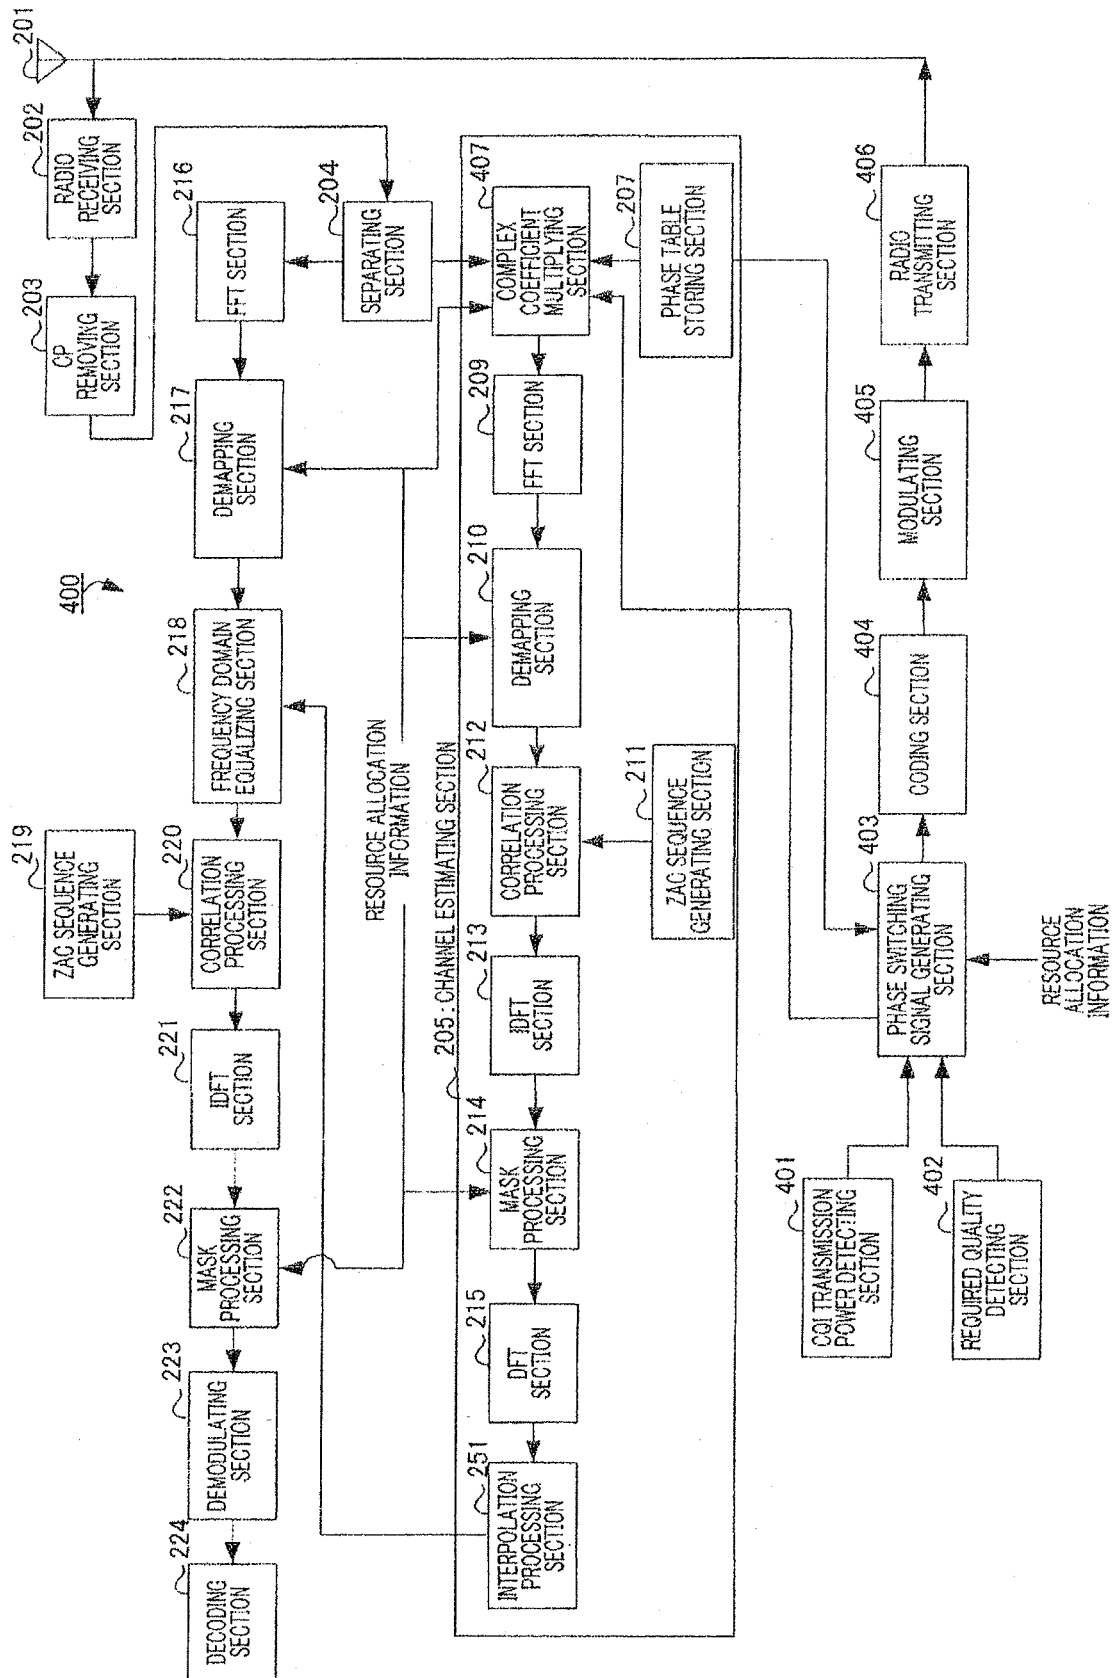 400
201
202
RADIO
RECEIVING
SECTION
203
CP
REMOVING
SECTION
204
SEPARATING
SECTION
216
FFT SECTION
217
DEMAPPING
SECTION
218
FREQUENCY DOMAIN
EQUALIZING SECTION
219
ZAC SEQUENCE
GENERATING
SECTION
220
CORRELATION
PROCESSING
SECTION
221
IDFT
SECTION
222
MASK
PROCESSING
SECTION
223
DEMODULATING
SECTION
224
DECODING
SECTION
RESOURCE ALLOCATION
INFORMATION
205 : CHANNEL ESTIMATING SECTION
407
COMPLEX
COEFFICIENT
MULTIPLYING
SECTION
207
PHASE TABLE
STORING SECTION
209
FFT SECTION
210
DEMAPPING
SECTION
211
ZAC SEQUENCE
GENERATING SECTION
212
CORRELATION
PROCESSING
SECTION
213
IDFT
SECTION
214
MASK
PROCESSING
SECTION
215
DFT
SECTION
251
INTERPOLATION
PROCESSING
SECTION
401
CQI TRANSMISSION
POWER DETECTING
SECTION
402
REQUIRED QUALITY
DETECTING
SECTION
403
PHASE SWITCHING
SIGNAL GENERATING
SECTION
RESOURCE
ALLOCATION
INFORMATION
404
CODING SECTION
405
MODULATING
SECTION
406
RADIO
TRANSMITTING
SECTION